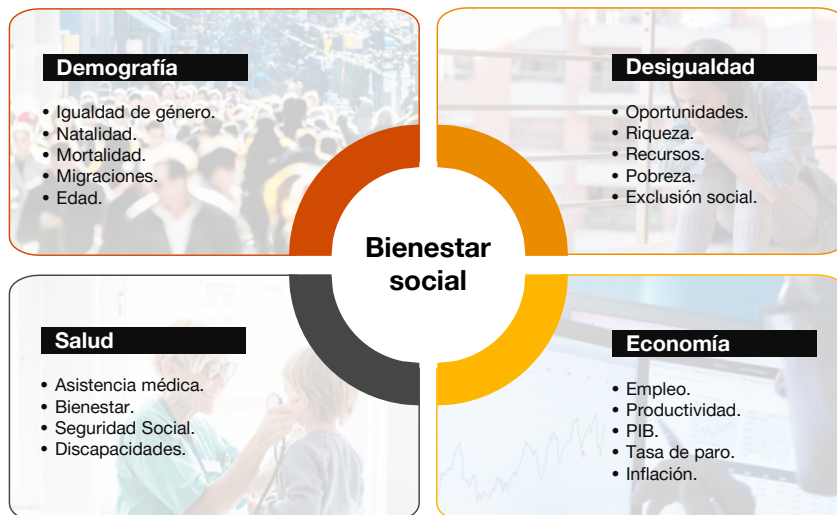 Demografía
• Igualdad de género.
• Natalidad.
• Mortalidad.
• Migraciones.
• Edad.
Desigualdad
• Oportunidades.
• Riqueza.
• Recursos.
• Pobreza.
• Exclusión social.
Bienestar
social
Salud
• Asistencia médica.
• Bienestar.
• Seguridad Social.
• Discapacidades.
Economía
• Empleo.
• Productividad.
• PIB.
• Tasa de paro.
• Inflación.